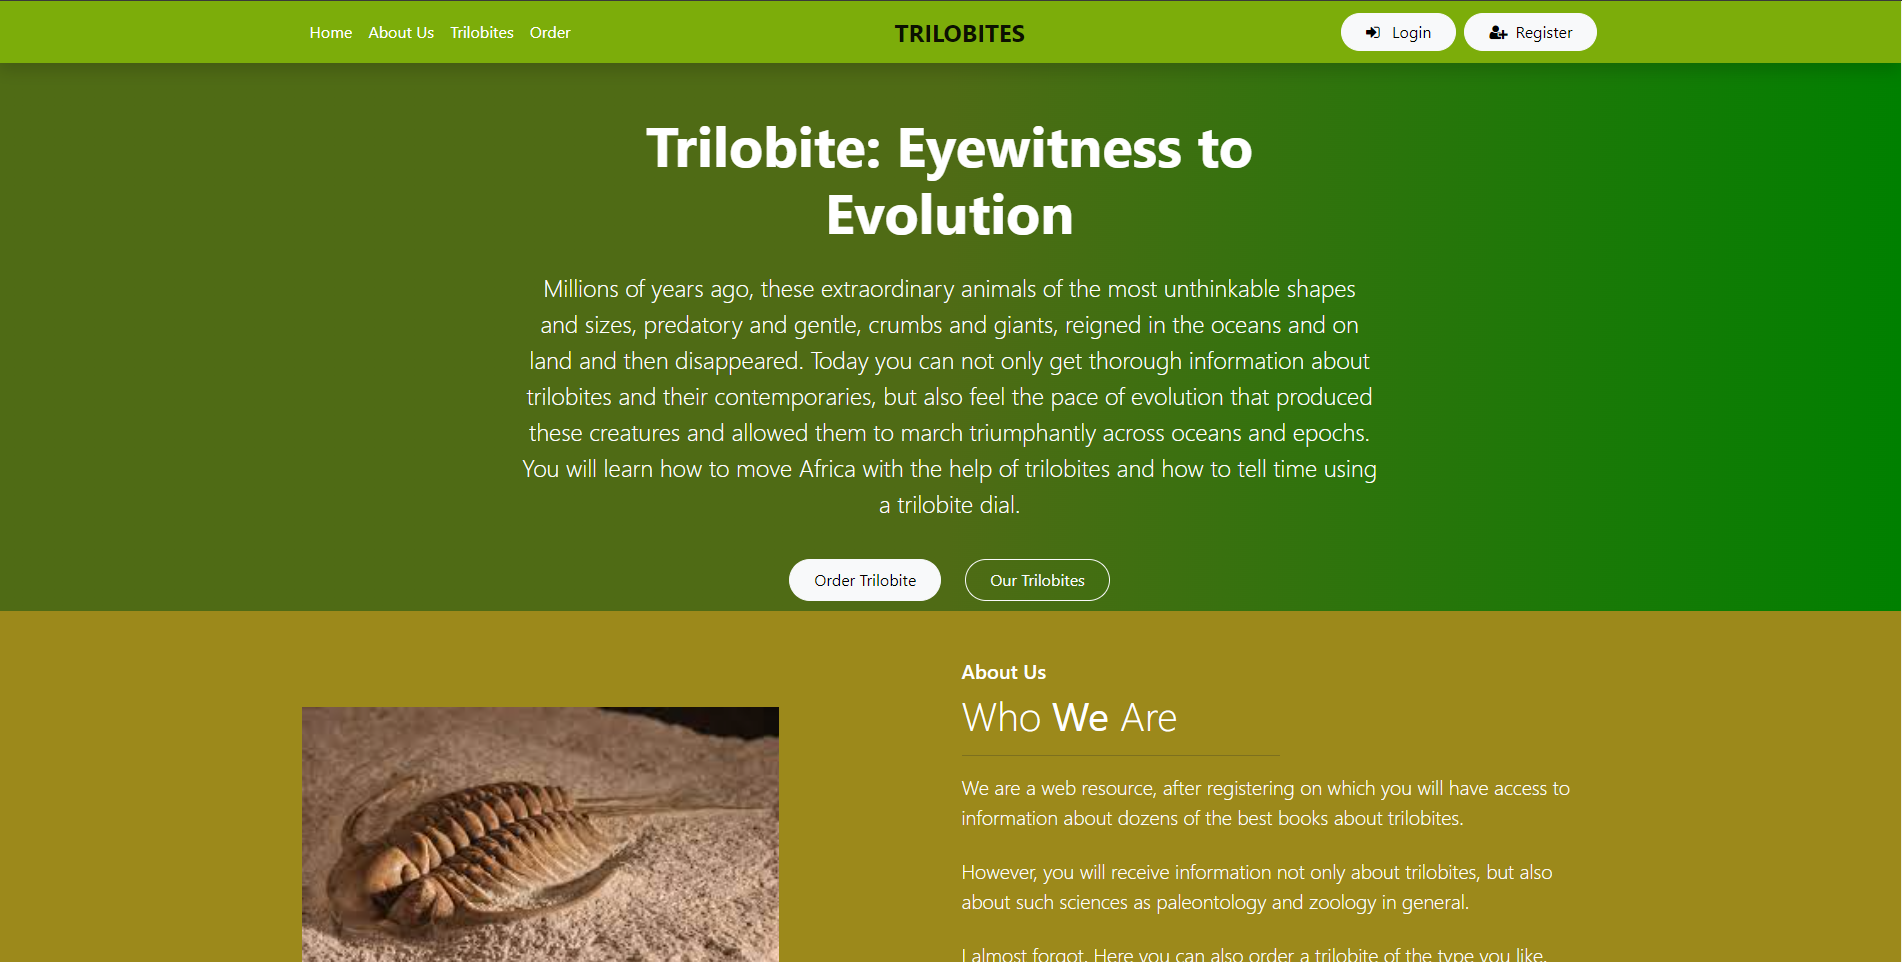 Home About Us Trilobites Order
TRILOBITES
Login Register
Trilobite: Eyewitness to
Evolution
Millions of years ago, these extraordinary animals of the most unthinkable shapes
and sizes, predatory and gentle, crumbs and giants, reigned in the oceans and on
land and then disappeared. Today you can not only get thorough information about
trilobites and their contemporaries, but also feel the pace of evolution that produced
these creatures and allowed them to march triumphantly across oceans and epochs.
You will learn how to move Africa with the help of trilobites and how to tell time using
a trilobite dial.
Order Trilobite Our Trilobites
About Us
Who We Are
We are a web resource, after registering on which you will have access to
information about dozens of the best books about trilobites.
However, you will receive information not only about trilobites, but also
about such sciences as paleontology and zoology in general.
I almost forgot. Here you can also order a trilobite of the type you like.